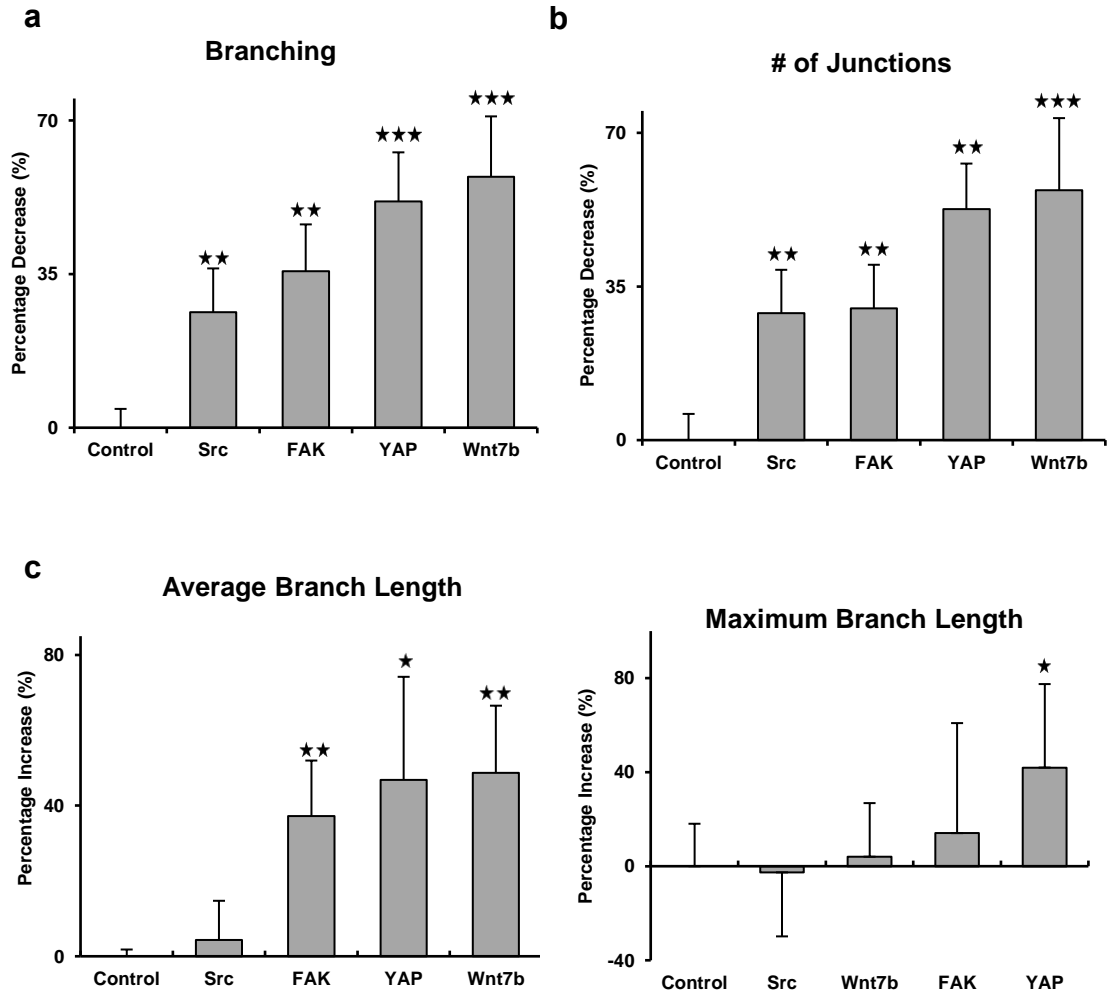 a
Branching
Percentage Decrease (%)
70
35
0
★★
★★
★★★
★★★
Control Src FAK YAP Wnt7b
b
# of Junctions
Percentage Decrease (%)
70
35
0
★★
★★
★★
★★★
Control Src FAK YAP Wnt7b
c
Average Branch Length
Percentage Increase (%)
80
40
0
★★
★
★★
Control Src FAK YAP Wnt7b
Maximum Branch Length
Percentage Increase (%)
80
40
0
-40
★
Control Src Wnt7b FAK YAP